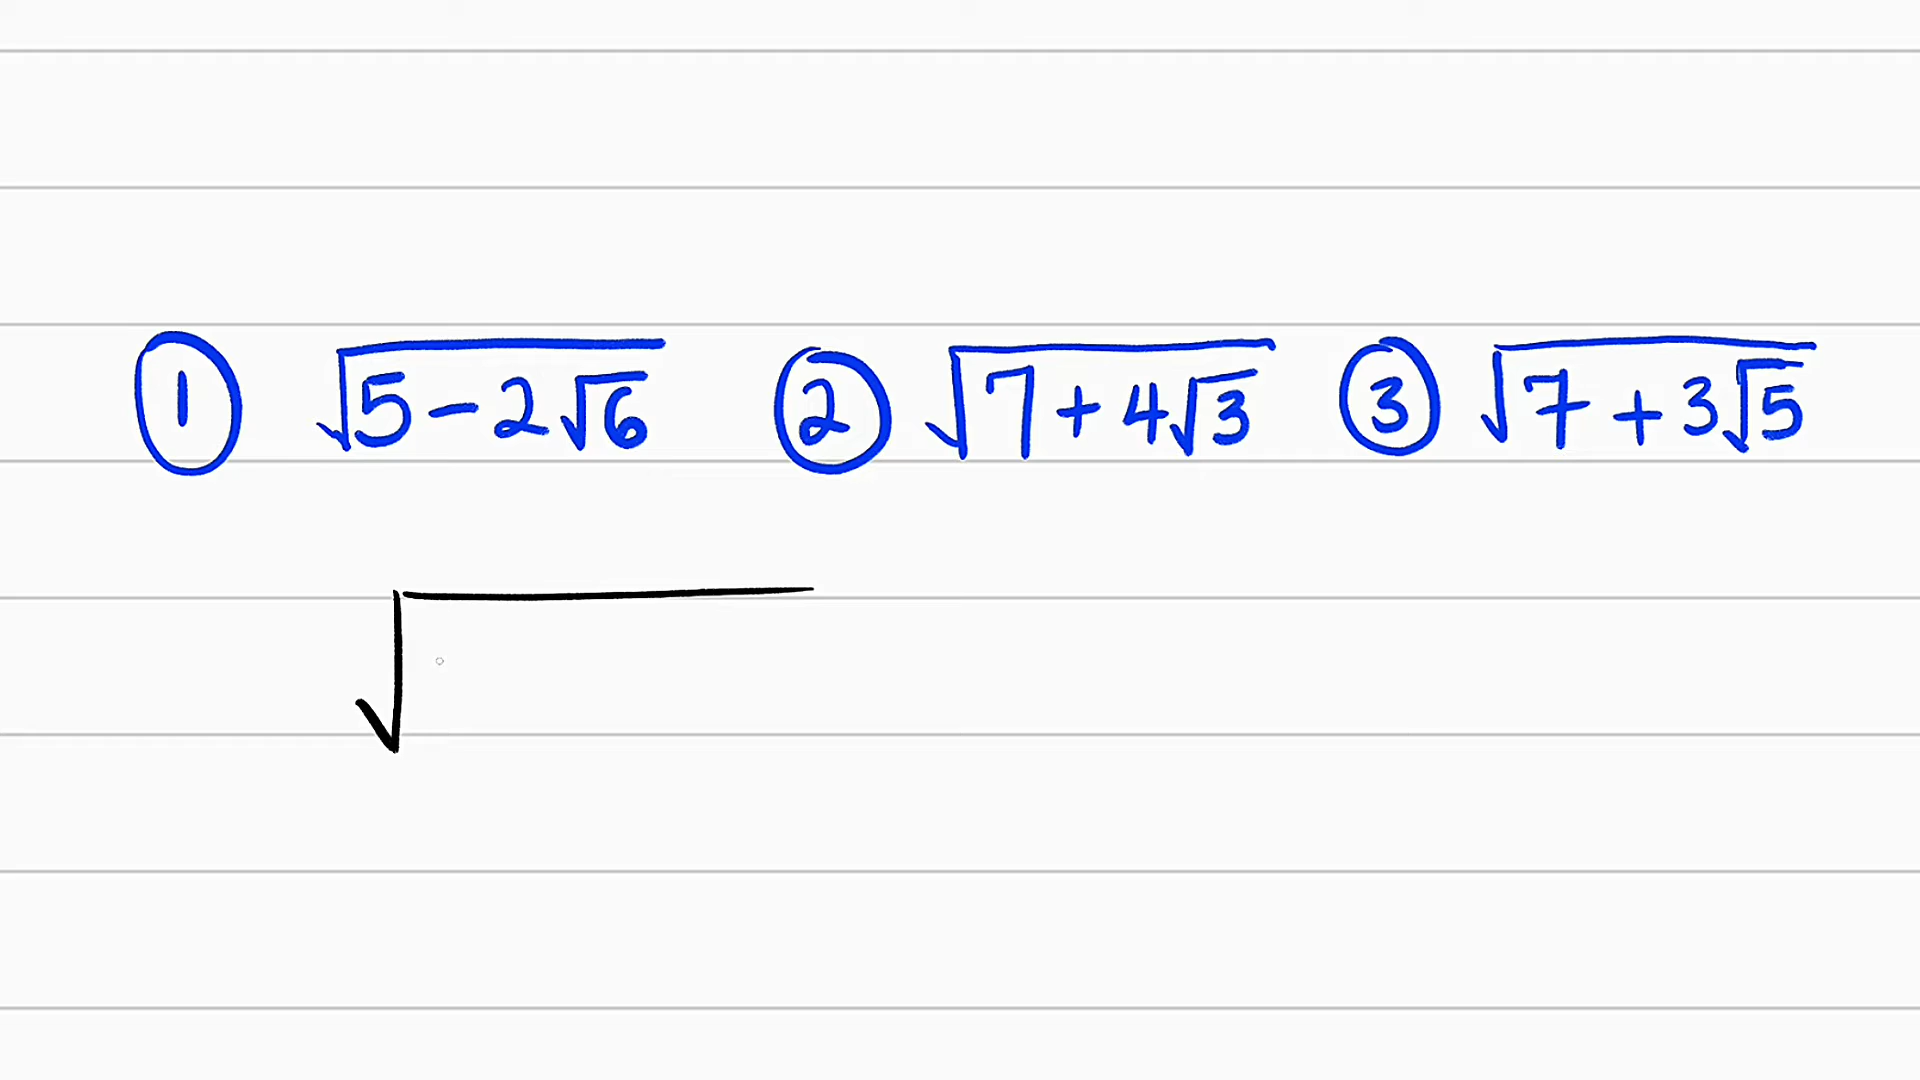 ① √(5-2√6) ② √(7+4√3) ③ √(7+3√5)
√